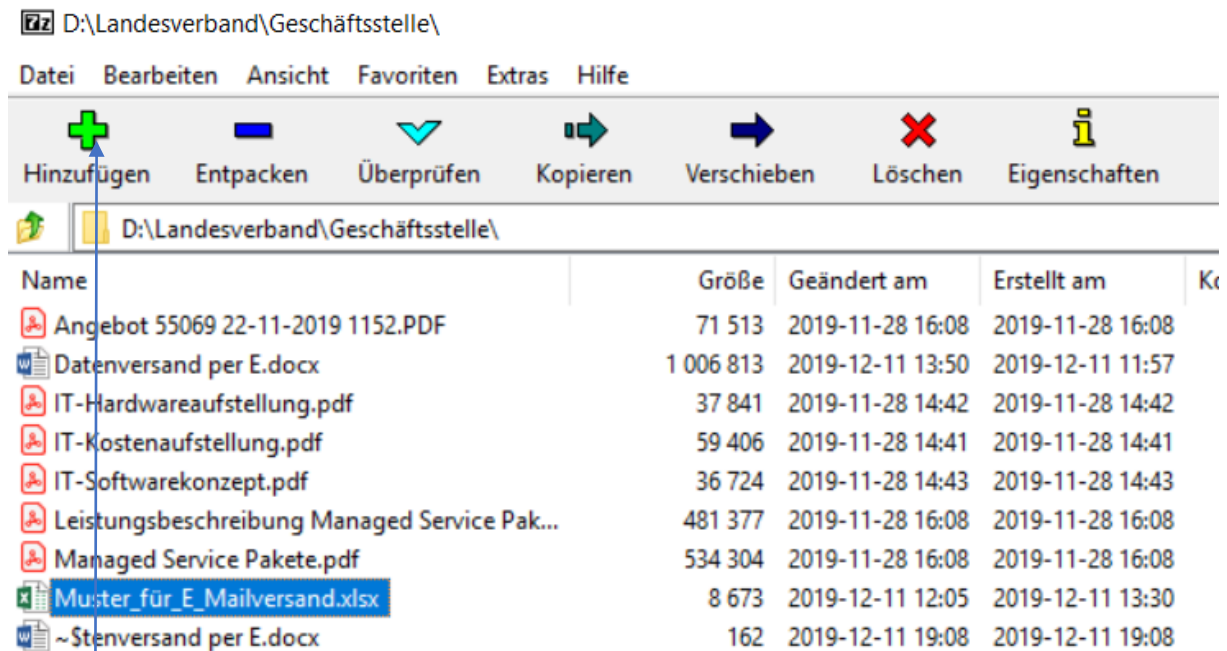 D:\Landesverband\Geschäftsstelle\
Datei Bearbeiten Ansicht Favoriten Extras Hilfe
Hinzufügen Entpacken Überprüfen Kopieren Verschieben Löschen Eigenschaften
D:\Landesverband\Geschäftsstelle\
Name Größe Geändert am Erstellt am Ko
Angebot 55069 22-11-2019 1152.PDF 71 513 2019-11-28 16:08 2019-11-28 16:08
Datenversand per E.docx 1 006 813 2019-12-11 13:50 2019-12-11 11:57
IT-Hardwareaufstellung.pdf 37 841 2019-11-28 14:42 2019-11-28 14:42
IT-Kostenaufstellung.pdf 59 406 2019-11-28 14:41 2019-11-28 14:41
IT-Softwarekonzept.pdf 36 724 2019-11-28 14:43 2019-11-28 14:43
Leistungsbeschreibung Managed Service Pak... 481 377 2019-11-28 16:08 2019-11-28 16:08
Managed Service Pakete.pdf 534 304 2019-11-28 16:08 2019-11-28 16:08
Muster_für_E_Mailversand.xlsx 8 673 2019-12-11 12:05 2019-12-11 13:30
~$tenversand per E.docx 162 2019-12-11 19:08 2019-12-11 19:08